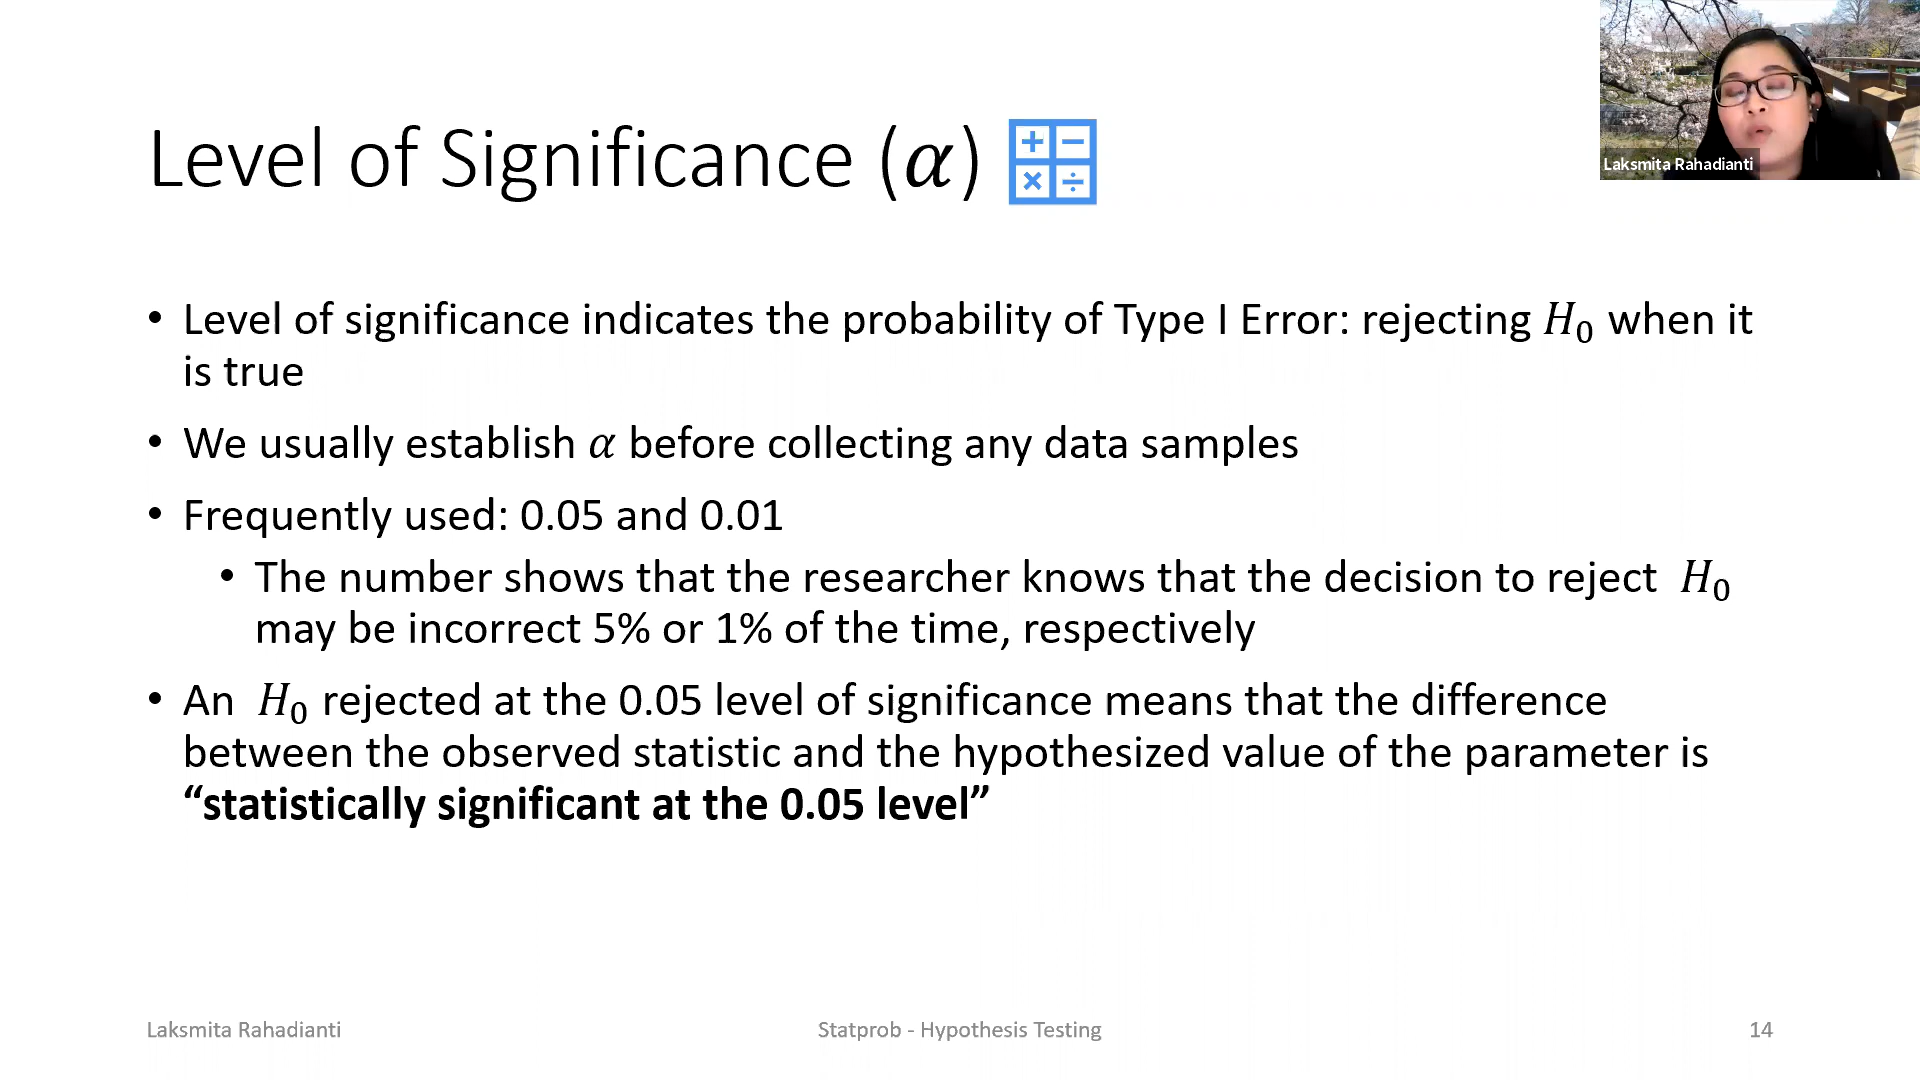 Level of Significance (α)
Laksmita Rahadianti
• Level of significance indicates the probability of Type I Error: rejecting H₀ when it
is true
• We usually establish α before collecting any data samples
• Frequently used: 0.05 and 0.01
• The number shows that the researcher knows that the decision to reject H₀
may be incorrect 5% or 1% of the time, respectively
• An H₀ rejected at the 0.05 level of significance means that the difference
between the observed statistic and the hypothesized value of the parameter is
“statistically significant at the 0.05 level”
Laksmita Rahadianti
Statprob - Hypothesis Testing
14